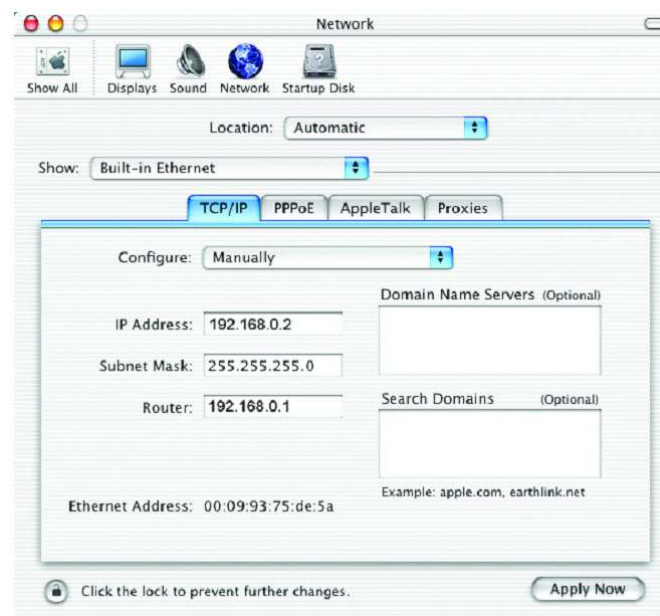 Network
Show All Displays Sound Network Startup Disk
Location: Automatic
Show: Built-in Ethernet
TCP/IP PPPoE AppleTalk Proxies
Configure: Manually
Domain Name Servers (Optional)
IP Address: 192.168.0.2
Subnet Mask: 255.255.255.0
Search Domains (Optional)
Router: 192.168.0.1
Example: apple.com, earthlink.net
Ethernet Address: 00:09:93:75:de:5a
Click the lock to prevent further changes. Apply Now